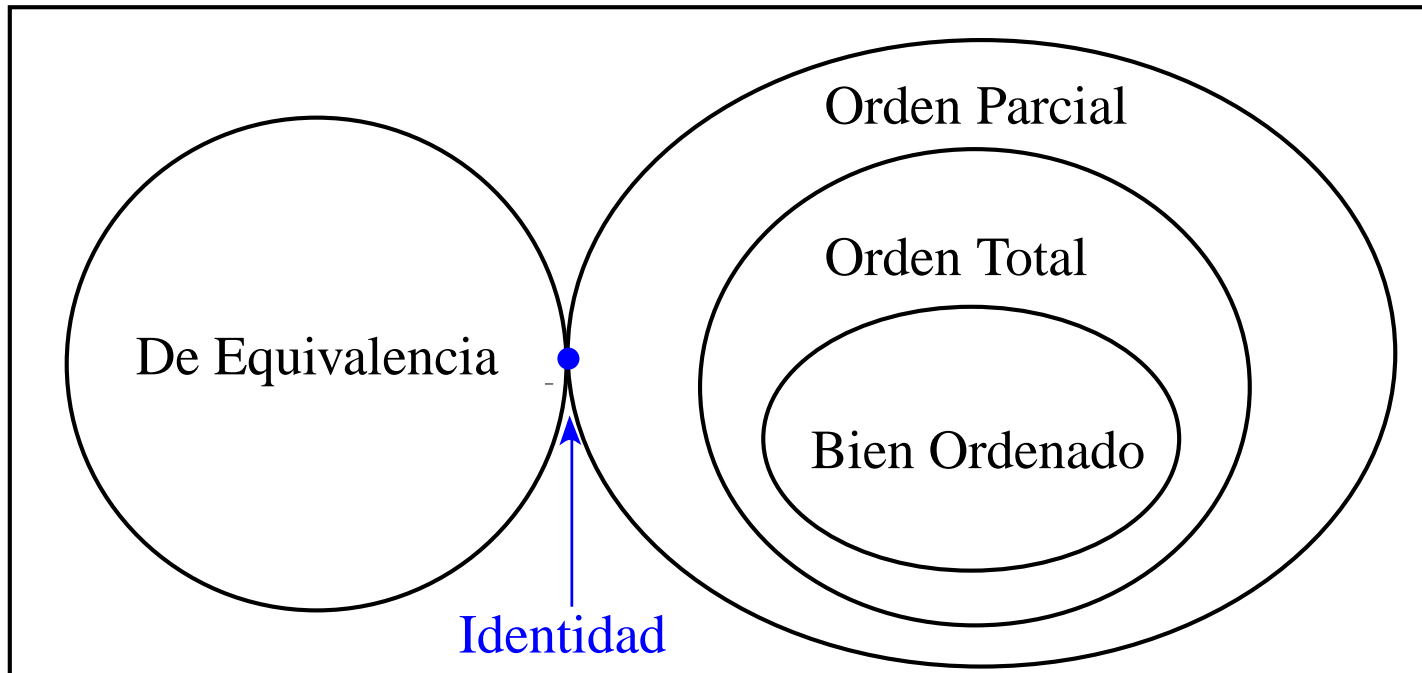 Orden Parcial
Orden Total
De Equivalencia
Bien Ordenado
Identidad